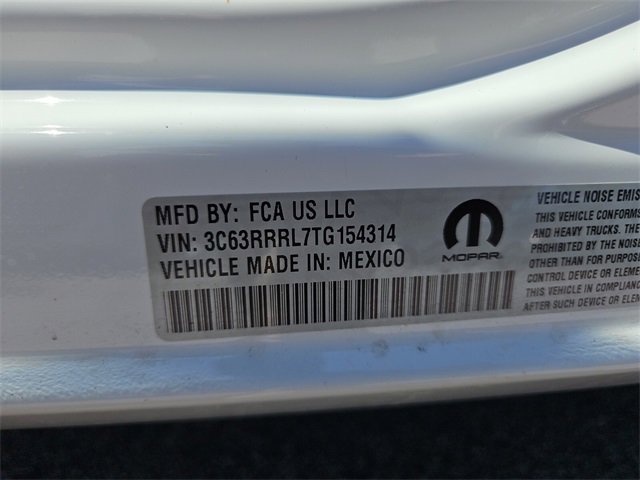 MFD BY: FCA US LLC
VIN: 3C63RRRL7TG154314
VEHICLE MADE IN: MEXICO
MOPAR
VEHICLE NOISE EMIS
THIS VEHICLE CONFORMS
AND HEAVY TRUCKS. THE
PROHIBITED BY THE NOIS
OTHER THAN FOR PURPOSE
CONTROL DEVICE OR ELEME
THIS VEHICLE IN COMPLIANC
AFTER SUCH DEVICE OR ELEM